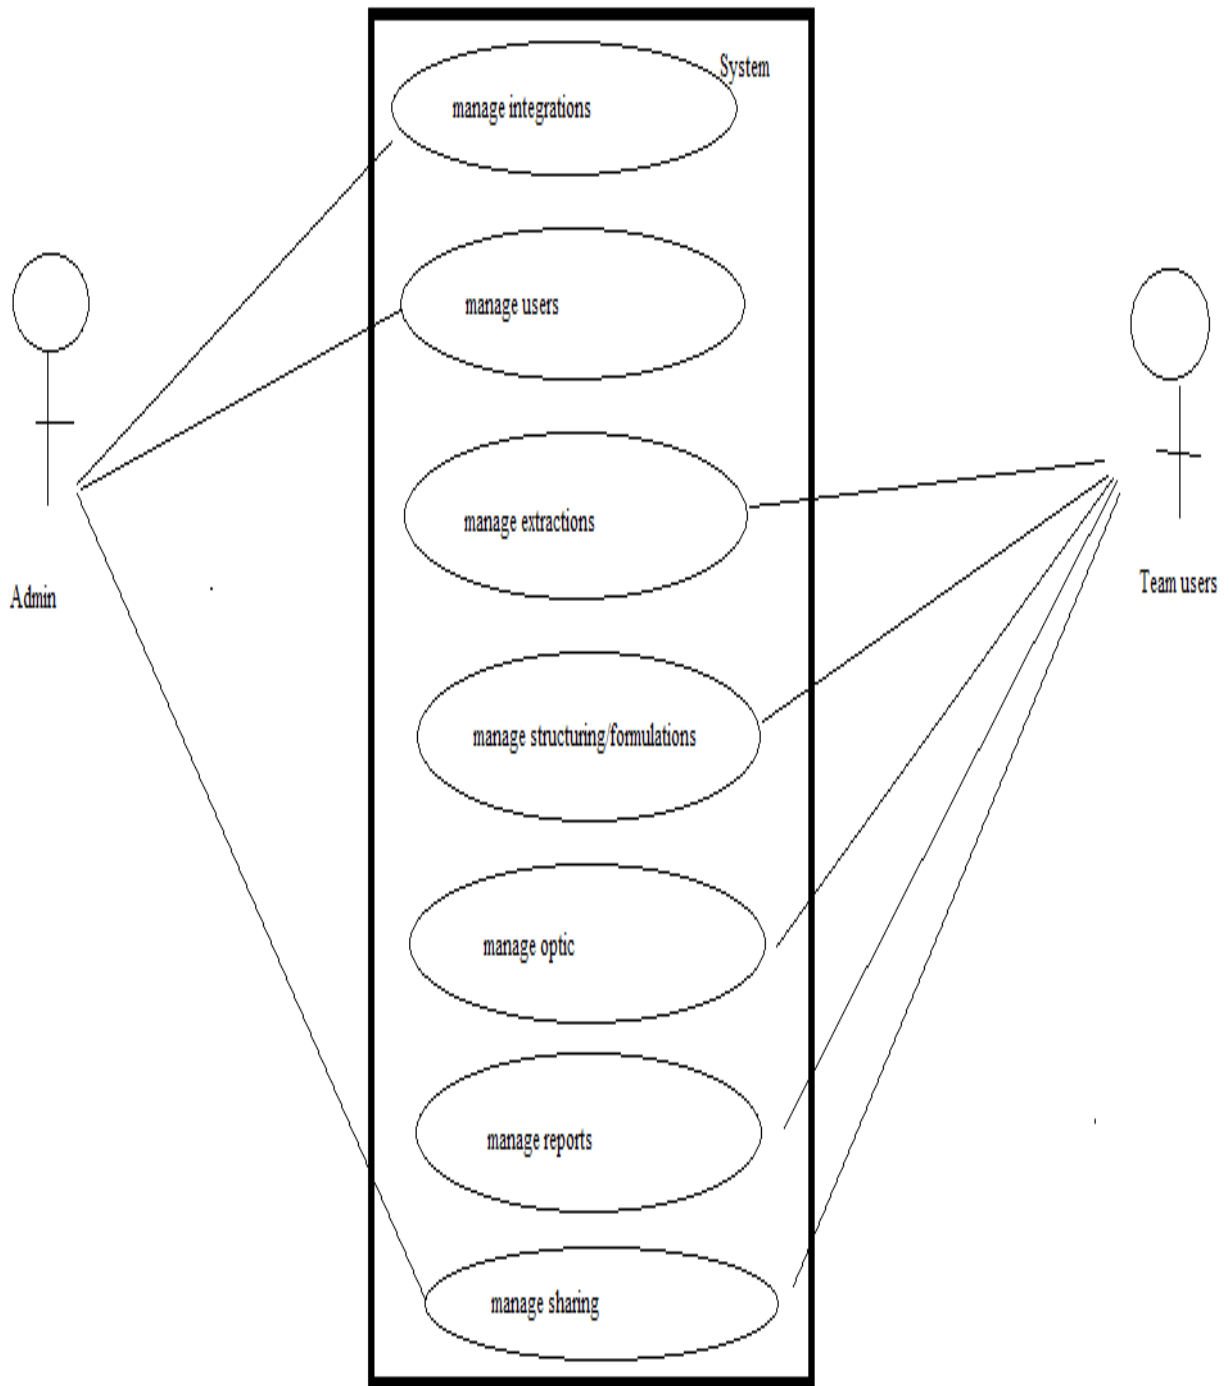 System
manage integrations
manage users
manage extractions
Admin
Team users
manage structuring/formulations
manage optic
manage reports
manage sharing